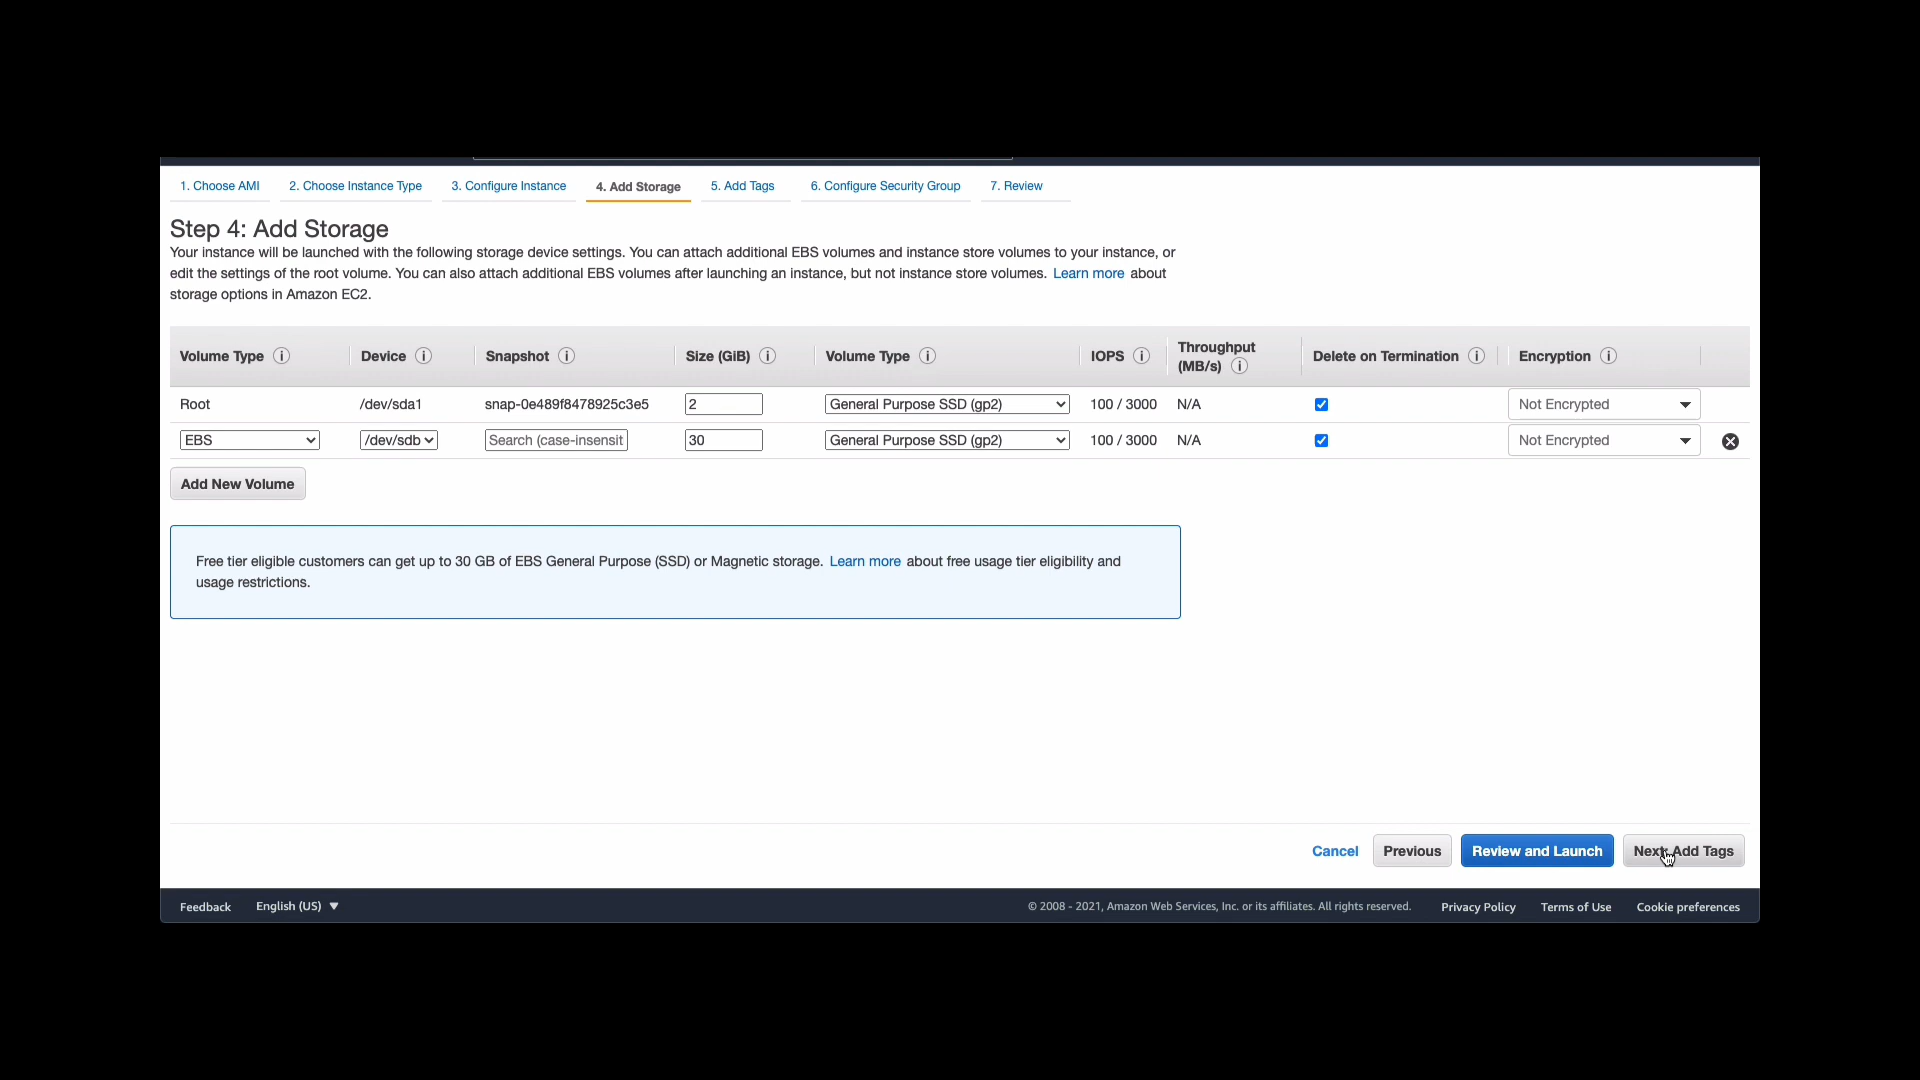 1. Choose AMI 2. Choose Instance Type 3. Configure Instance 4. Add Storage 5. Add Tags 6. Configure Security Group 7. Review
Step 4: Add Storage
Your instance will be launched with the following storage device settings. You can attach additional EBS volumes and instance store volumes to your instance, or
edit the settings of the root volume. You can also attach additional EBS volumes after launching an instance, but not instance store volumes. Learn more about
storage options in Amazon EC2.
Volume Type Device Snapshot Size (GiB) Volume Type IOPS Throughput (MB/s) Delete on Termination Encryption
Root /dev/sda1 snap-0e489f8478925c3e5 2 General Purpose SSD (gp2) 100 / 3000 N/A Not Encrypted
EBS /dev/sdb Search (case-insensit 30 General Purpose SSD (gp2) 100 / 3000 N/A Not Encrypted
Add New Volume
Free tier eligible customers can get up to 30 GB of EBS General Purpose (SSD) or Magnetic storage. Learn more about free usage tier eligibility and
usage restrictions.
Cancel Previous Review and Launch Next: Add Tags
Feedback English (US) © 2008 - 2021, Amazon Web Services, Inc. or its affiliates. All rights reserved. Privacy Policy Terms of Use Cookie preferences